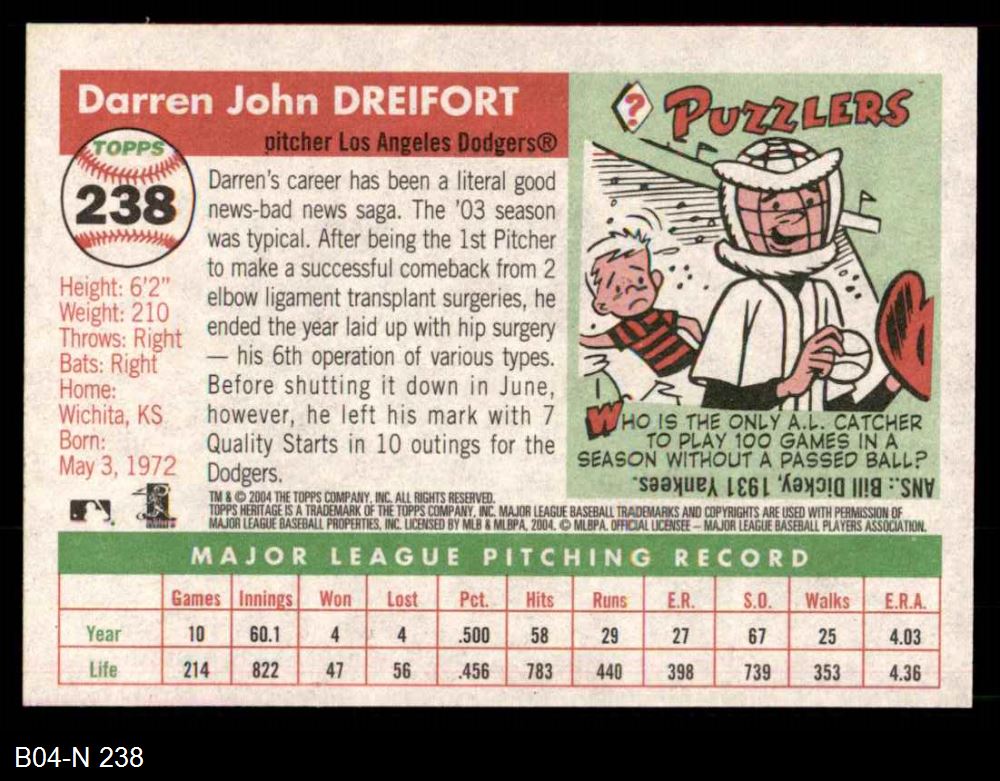 Darren John DREIFORT
pitcher Los Angeles Dodgers®
TOPPS
238
Height: 6'2"
Weight: 210
Throws: Right
Bats: Right
Home:
Wichita, KS
Born:
May 3, 1972
Darren's career has been a literal good
news-bad news saga. The '03 season
was typical. After being the 1st Pitcher
to make a successful comeback from 2
elbow ligament transplant surgeries, he
ended the year laid up with hip surgery
— his 6th operation of various types.
Before shutting it down in June,
however, he left his mark with 7
Quality Starts in 10 outings for the
Dodgers.
? PUZZLERS
WHO IS THE ONLY A.L. CATCHER
TO PLAY 100 GAMES IN A
SEASON WITHOUT A PASSED BALL?
ANS.: Bill Dickey, 1931 Yankees.
TM & © 2004 THE TOPPS COMPANY, INC. ALL RIGHTS RESERVED.
TOPPS HERITAGE IS A TRADEMARK OF THE TOPPS COMPANY, INC. MAJOR LEAGUE BASEBALL TRADEMARKS AND COPYRIGHTS ARE USED WITH PERMISSION OF
MAJOR LEAGUE BASEBALL PROPERTIES, INC. LICENSED BY MLB & MLBPA, 2004. © MLBPA. OFFICIAL LICENSEE – MAJOR LEAGUE BASEBALL PLAYERS ASSOCIATION.
MAJOR LEAGUE PITCHING RECORD
Games Innings Won Lost Pct. Hits Runs E.R. S.O. Walks E.R.A.
Year 10 60.1 4 4 .500 58 29 27 67 25 4.03
Life 214 822 47 56 .456 783 440 398 739 353 4.36
B04-N 238